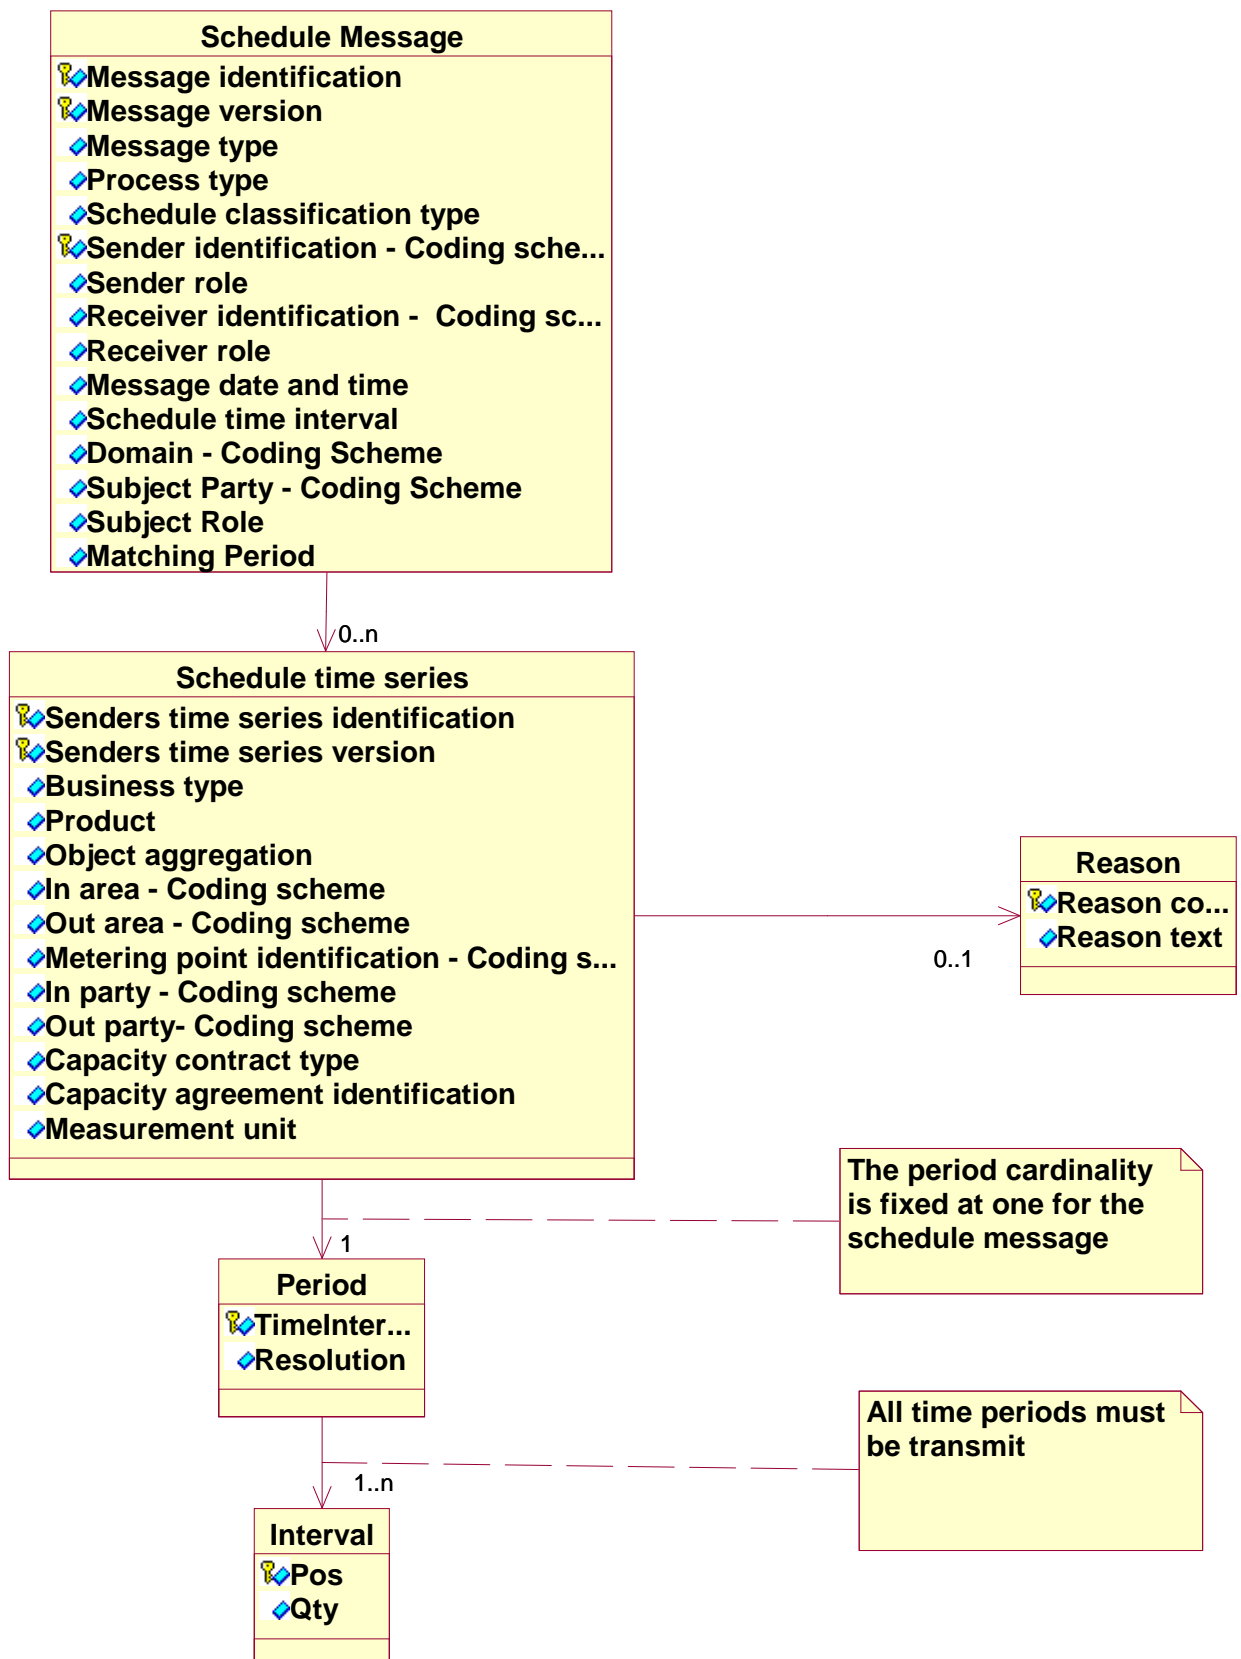 Schedule Message
Message identification
Message version
Message type
Process type
Schedule classification type
Sender identification - Coding sche...
Sender role
Receiver identification -  Coding sc...
Receiver role
Message date and time
Schedule time interval
Domain - Coding Scheme
Subject Party - Coding Scheme
Subject Role
Matching Period
0..n
Schedule time series
Senders time series identification
Senders time series version
Business type
Product
Object aggregation
In area - Coding scheme
Out area - Coding scheme
Metering point identification - Coding s...
In party - Coding scheme
Out party- Coding scheme
Capacity contract type
Capacity agreement identification
Measurement unit
Reason
Reason co...
Reason text
0..1
The period cardinality
is fixed at one for the
schedule message
1
Period
TimeInter...
Resolution
All time periods must
be transmit
1..n
Interval
Pos
Qty